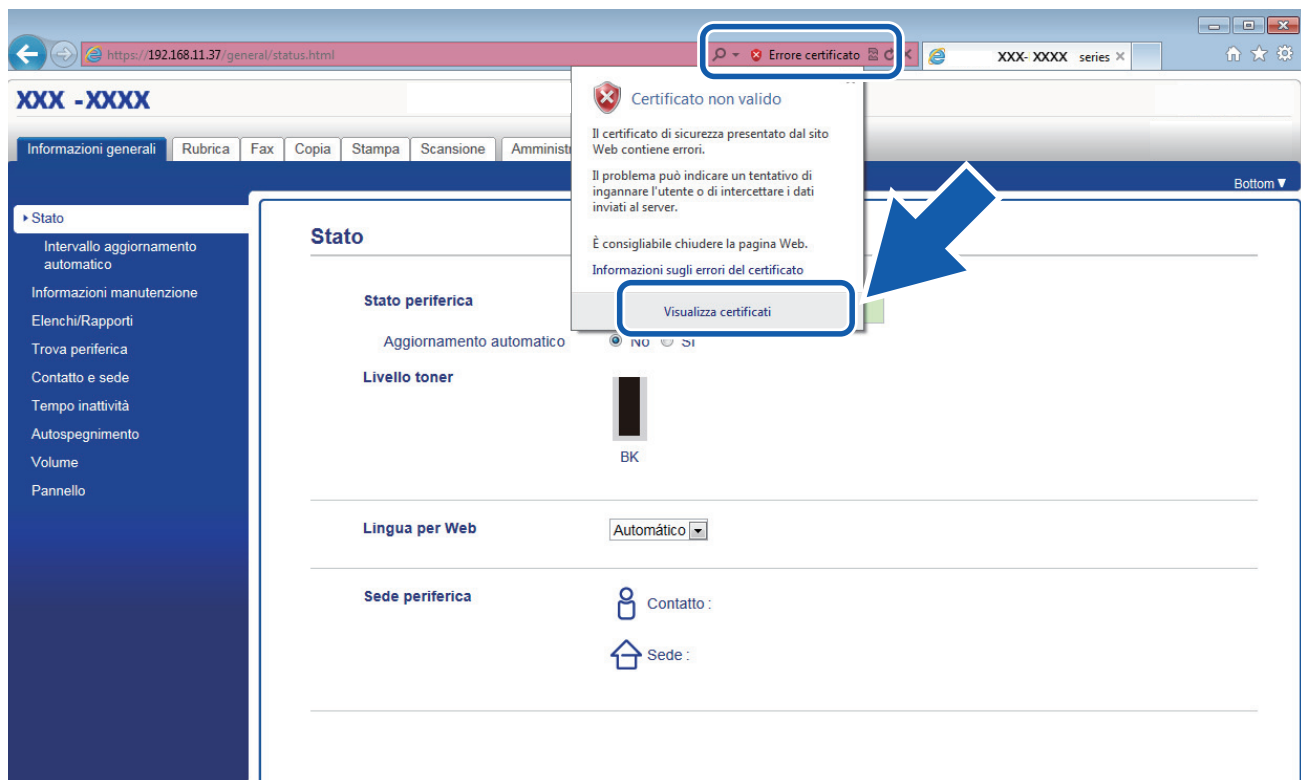 https://192.168.11.37/general/status.html
Errore certificato
XXX- XXXX series
XXX -XXXX
Informazioni generali
Rubrica
Fax
Copia
Stampa
Scansione
Bottom
Stato
Intervallo aggiornamento
automatico
Informazioni manutenzione
Elenchi/Rapporti
Trova periferica
Contatto e sede
Tempo inattività
Autospegnimento
Volume
Pannello
Certificato non valido
Il certificato di sicurezza presentato dal sito
Web contiene errori.
Il problema può indicare un tentativo di
ingannare l'utente o di intercettare i dati
inviati al server.
È consigliabile chiudere la pagina Web.
Informazioni sugli errori del certificato
Visualizza certificati
Stato
Stato periferica
Aggiornamento automatico
No
Livello toner
BK
Lingua per Web
Automático
Sede periferica
Contatto :
Sede :